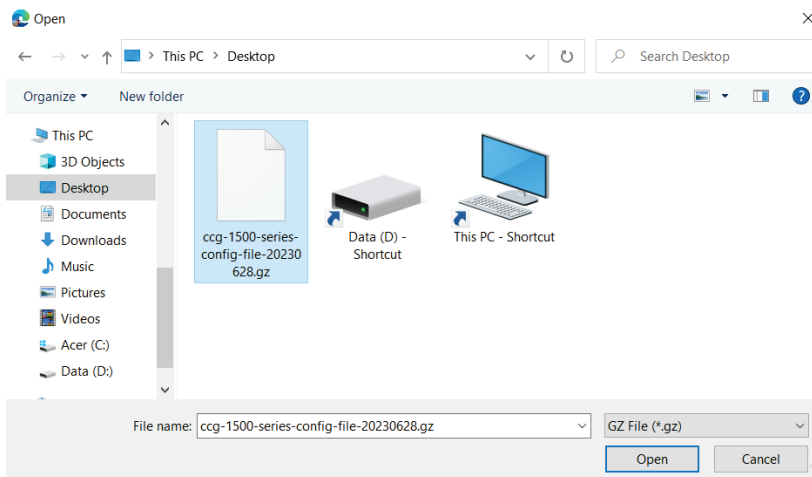 Open
This PC > Desktop
Search Desktop
Organize
New folder
?
This PC
3D Objects
Desktop
Documents
Downloads
Music
Pictures
Videos
Acer (C:)
Data (D:)
ccg-1500-series-
config-file-20230
628.gz
Data (D) -
Shortcut
This PC - Shortcut
File name: ccg-1500-series-config-file-20230628.gz
GZ File (*.gz)
Open
Cancel